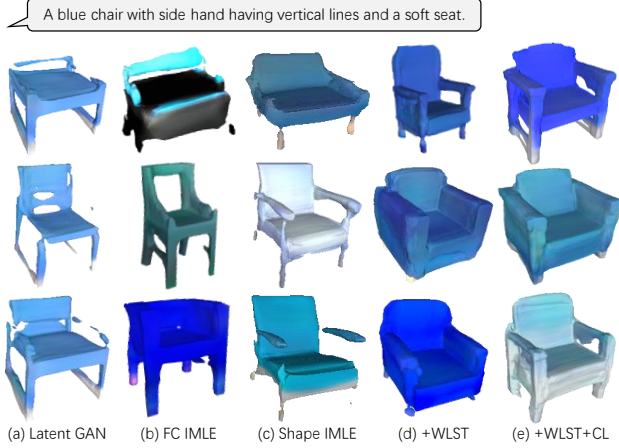 A blue chair with side hand having vertical lines and a soft seat.
(a) Latent GAN (b) FC IMLE (c) Shape IMLE (d) +WLST (e) +WLST+CL